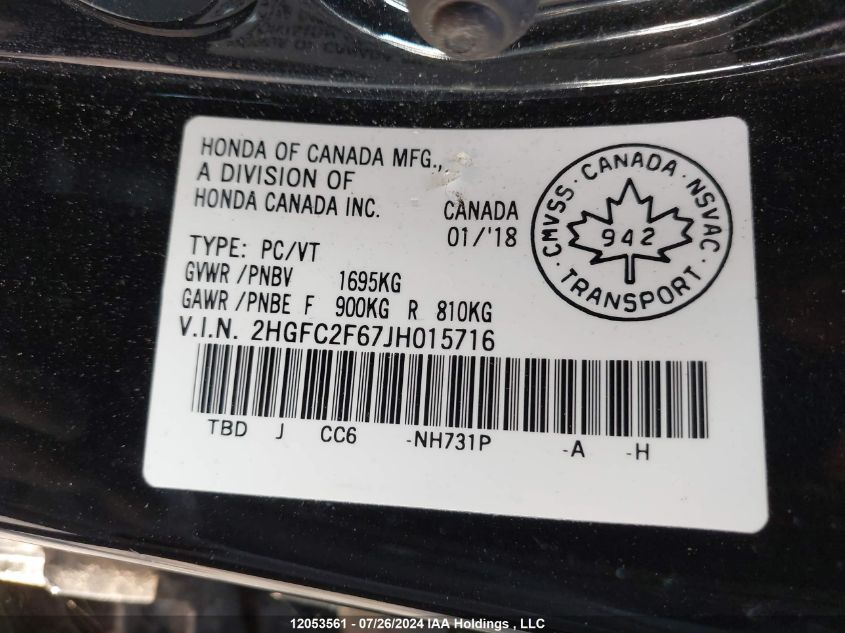 HONDA OF CANADA MFG.,
A DIVISION OF
HONDA CANADA INC.
CANADA
01/'18
TYPE: PC/VT
GVWR /PNBV 1695KG
GAWR /PNBE F 900KG R 810KG
V.I.N. 2HGFC2F67JH015716
TBD J CC6 -NH731P -A -H
CMVSS · CANADA · NSVAC ·
942
TRANSPORT
12053561 - 07/26/2024 IAA Holdings , LLC